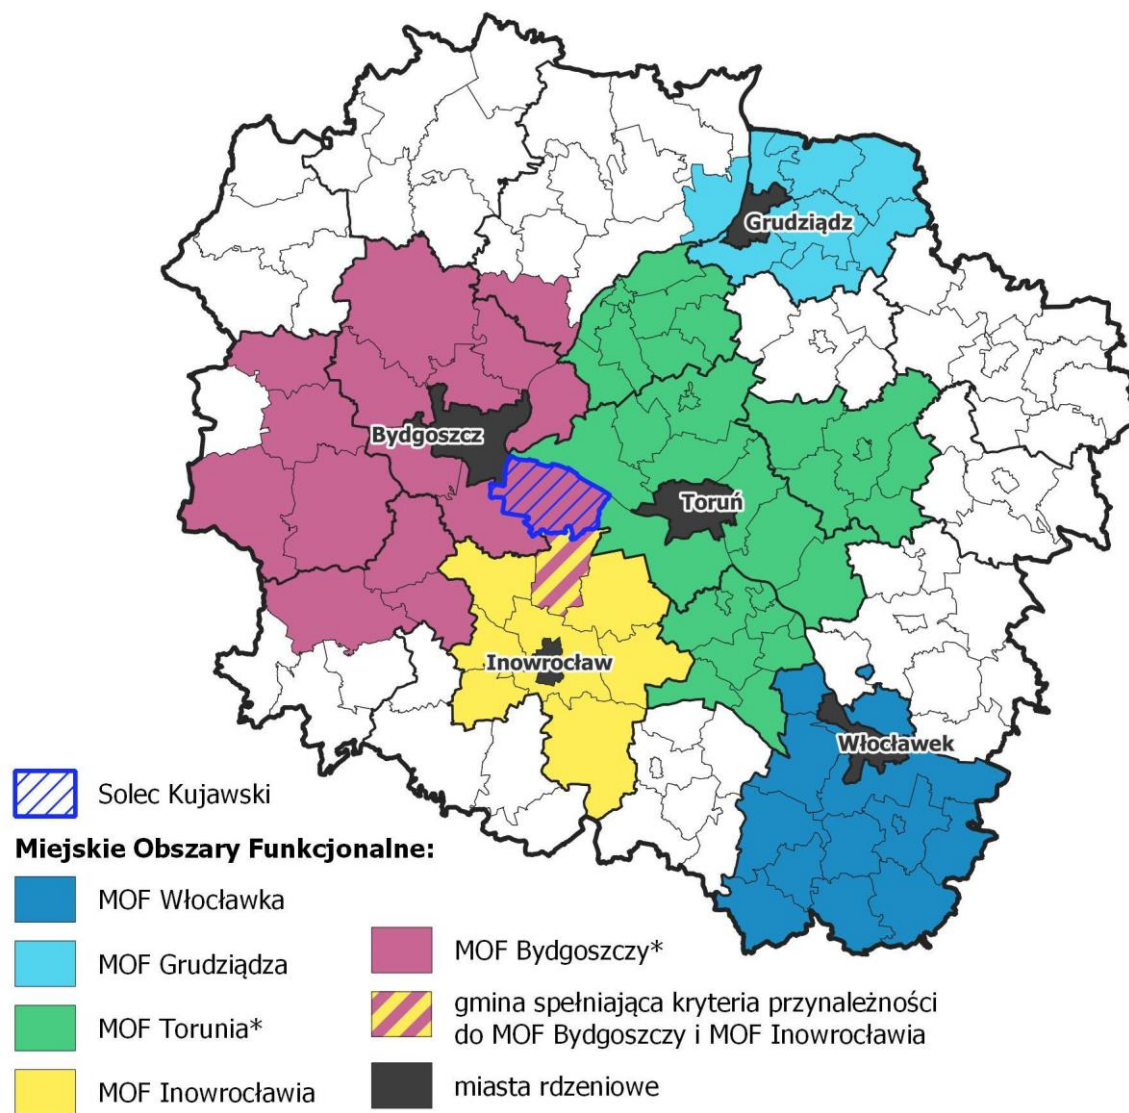 Grudziądz
Bydgoszcz
Toruń
Inowrocław
Włocławek
Solec Kujawski
Miejskie Obszary Funkcjonalne:
MOF Włocławka
MOF Grudziądza
MOF Torunia*
MOF Inowrocławia
MOF Bydgoszczy*
gmina spełniająca kryteria przynależności
do MOF Bydgoszczy i MOF Inowrocławia
miasta rdzeniowe